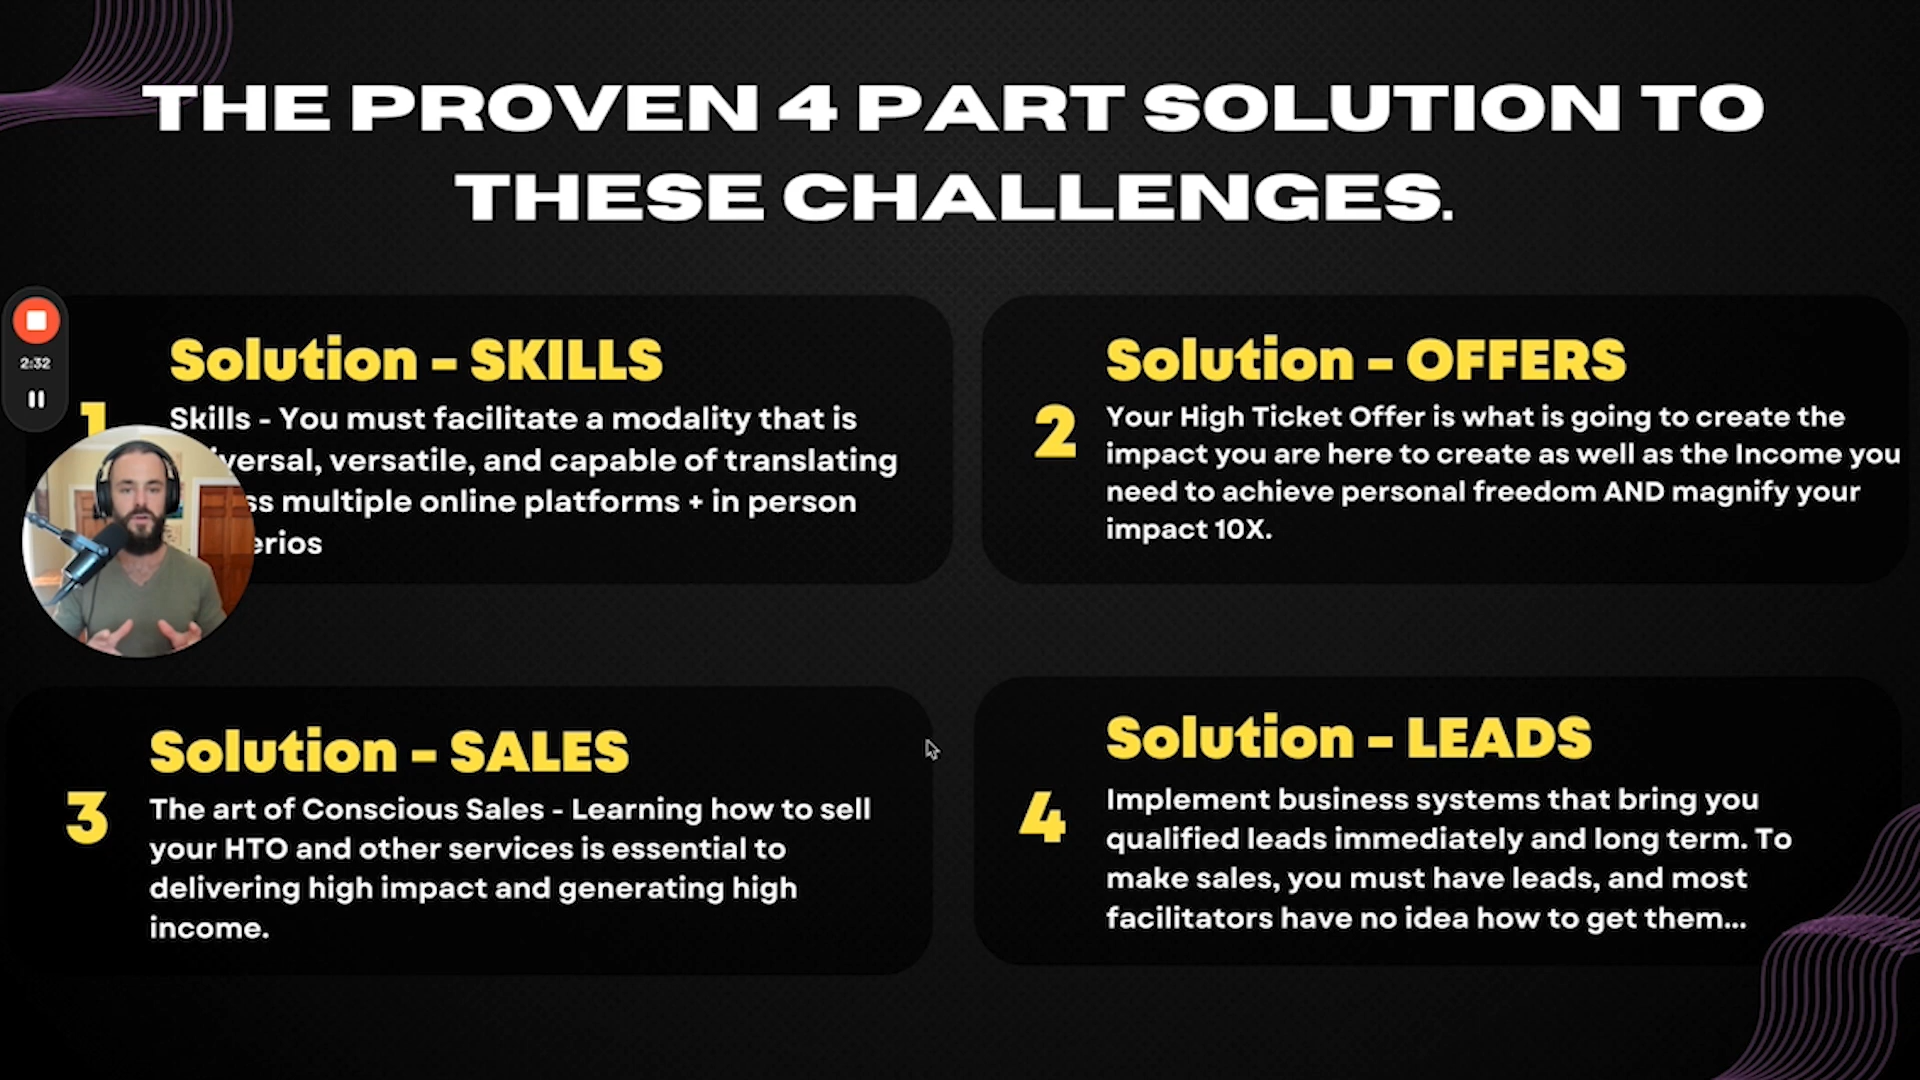 THE PROVEN 4 PART SOLUTION TO
THESE CHALLENGES.
2:32
1
Solution - SKILLS
Skills - You must facilitate a modality that is
versal, versatile, and capable of translating
ss multiple online platforms + in person
erios
2
Solution - OFFERS
Your High Ticket Offer is what is going to create the
impact you are here to create as well as the Income you
need to achieve personal freedom AND magnify your
impact 10X.
3
Solution - SALES
The art of Conscious Sales - Learning how to sell
your HTO and other services is essential to
delivering high impact and generating high
income.
4
Solution - LEADS
Implement business systems that bring you
qualified leads immediately and long term. To
make sales, you must have leads, and most
facilitators have no idea how to get them...